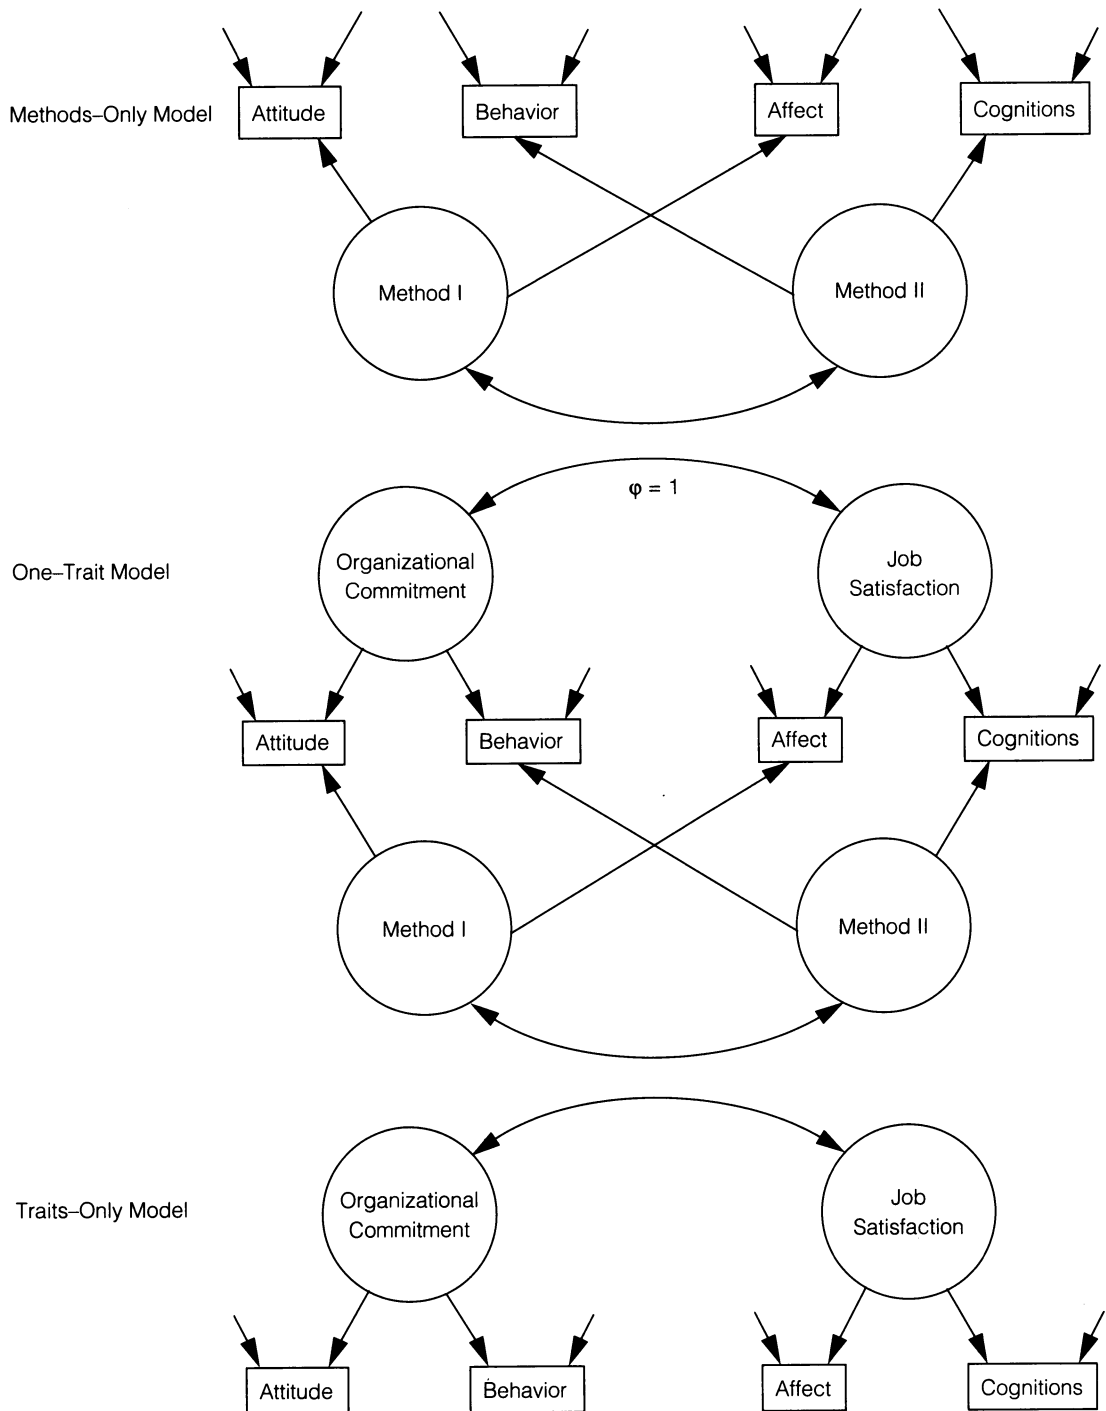 Methods–Only Model
Attitude
Behavior
Affect
Cognitions
Method I
Method II
φ = 1
One–Trait Model
Organizational
Commitment
Job
Satisfaction
Attitude
Behavior
Affect
Cognitions
Method I
Method II
Traits–Only Model
Organizational
Commitment
Job
Satisfaction
Attitude
Behavior
Affect
Cognitions